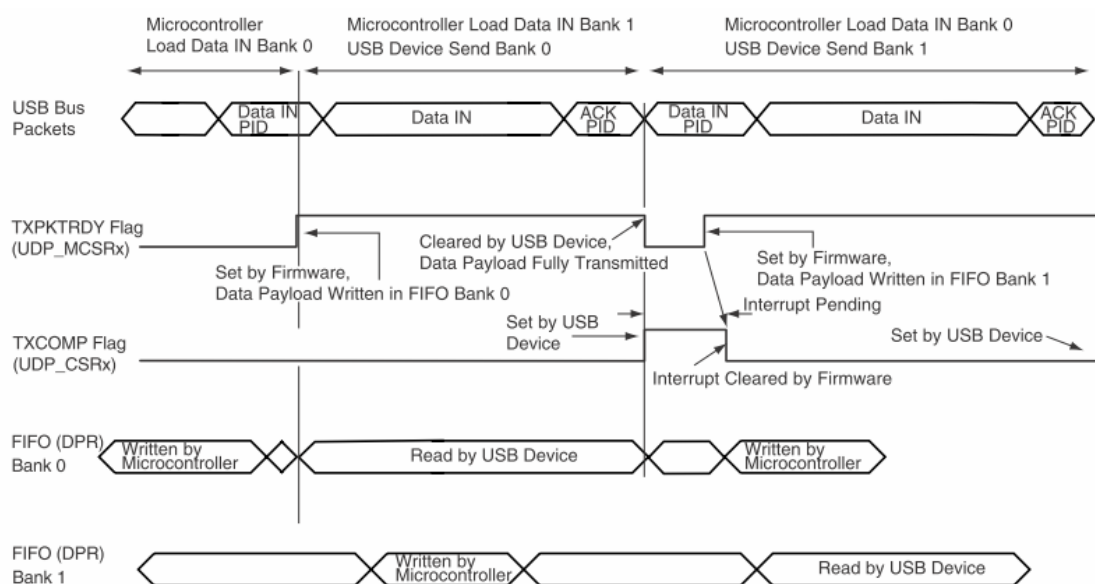 Microcontroller
Load Data IN Bank 0
Microcontroller Load Data IN Bank 1
USB Device Send Bank 0
Microcontroller Load Data IN Bank 0
USB Device Send Bank 1
USB Bus
Packets
Data IN
PID
Data IN
ACK
PID
Data IN
PID
Data IN
ACK
PID
TXPKTRDY Flag
(UDP_MCSRx)
Cleared by USB Device,
Data Payload Fully Transmitted
Set by Firmware,
Data Payload Written in FIFO Bank 0
Set by Firmware,
Data Payload Written in FIFO Bank 1
Interrupt Pending
TXCOMP Flag
(UDP_CSRx)
Set by USB
Device
Set by USB Device
Interrupt Cleared by Firmware
FIFO (DPR)
Bank 0
Written by
Microcontroller
Read by USB Device
Written by
Microcontroller
FIFO (DPR)
Bank 1
Written by
Microcontroller
Read by USB Device